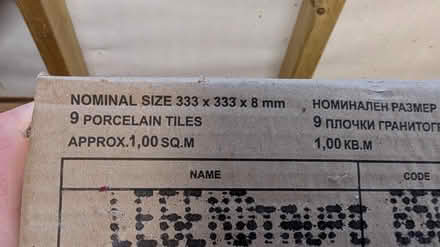 NOMINAL SIZE 333 x 333 x 8 mm
9 PORCELAIN TILES
APPROX.1,00 SQ.M
НОМИНАЛЕН РАЗМЕР
9 ПЛОЧКИ ГРАНИТОГ
1,00 КВ.М
NAME
CODE